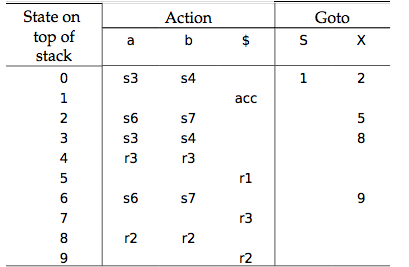 State on Action Goto
top of a b $ S X
stack
0 s3 s4 1 2
1 acc
2 s6 s7 5
3 s3 s4 8
4 r3 r3
5 r1
6 s6 s7 9
7 r3
8 r2 r2
9 r2